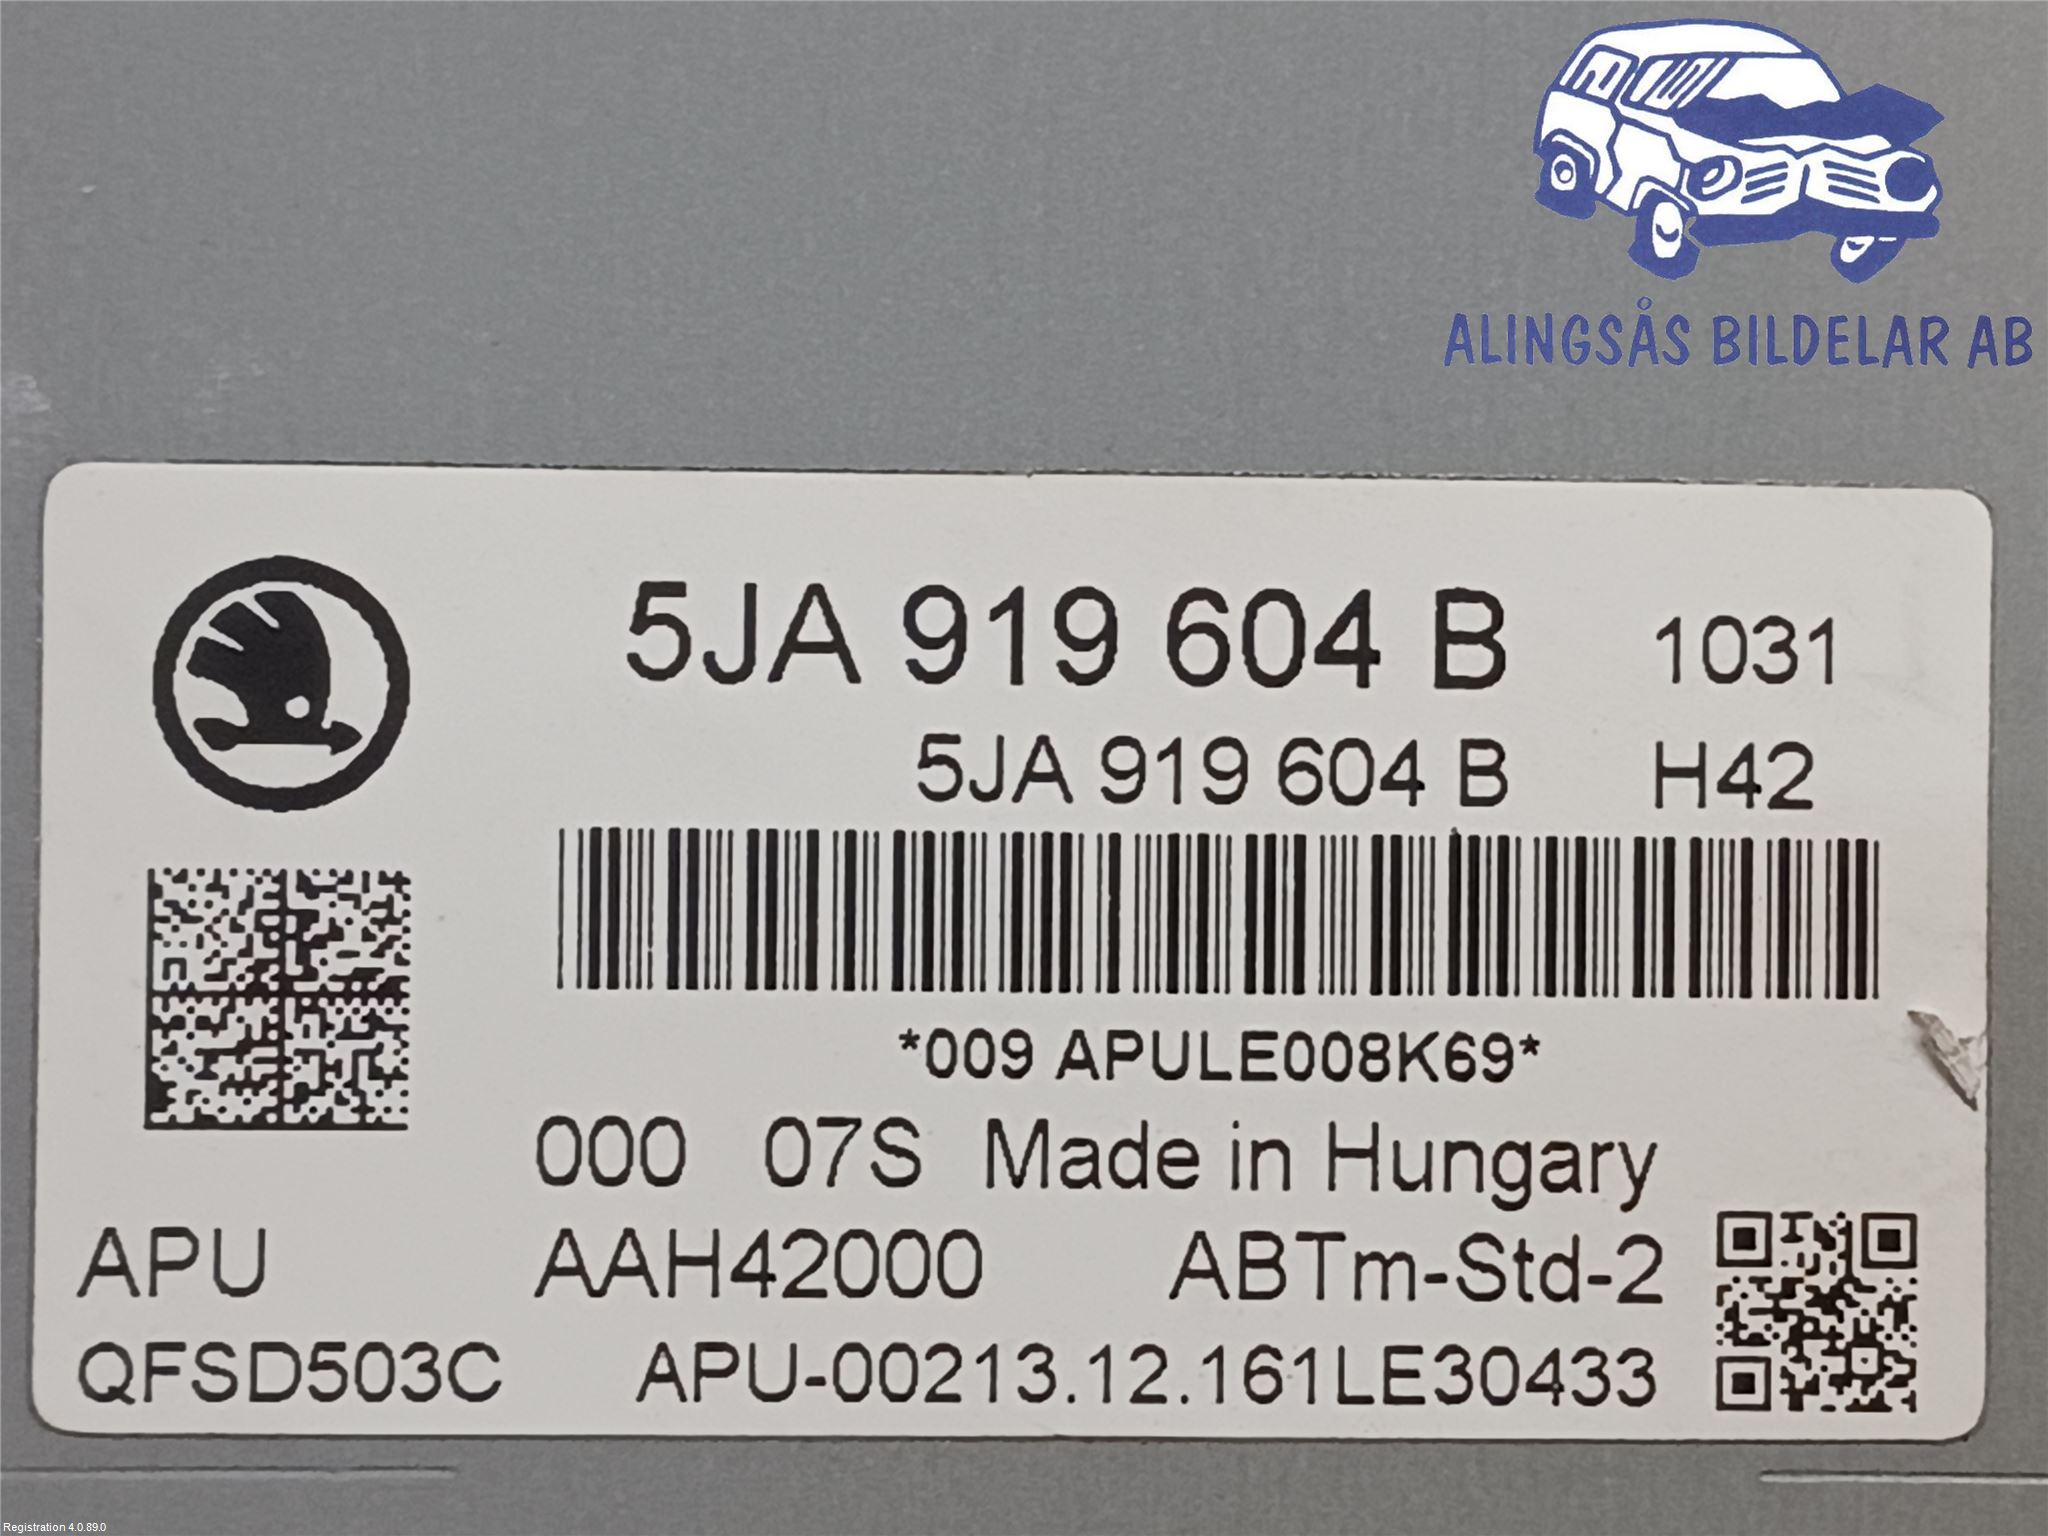 ALINGSÅS BILDELAR AB
5JA 919 604 B 1031
5JA 919 604 B H42
*009 APULE008K69*
000 07S Made in Hungary
APU AAH42000 ABTm-Std-2
QFSD503C APU-00213.12.161LE30433
Registration 4.0.89.0